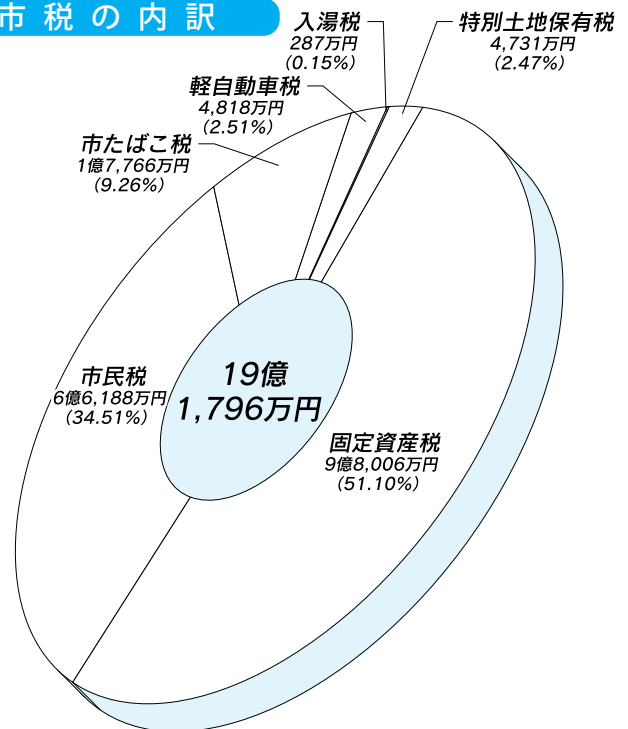 市税の内訳
入湯税
287万円
(0.15%)
特別土地保有税
4,731万円
(2.47%)
軽自動車税
4,818万円
(2.51%)
市たばこ税
1億7,766万円
(9.26%)
市民税
6億6,188万円
(34.51%)
19億
1,796万円
固定資産税
9億8,006万円
(51.10%)